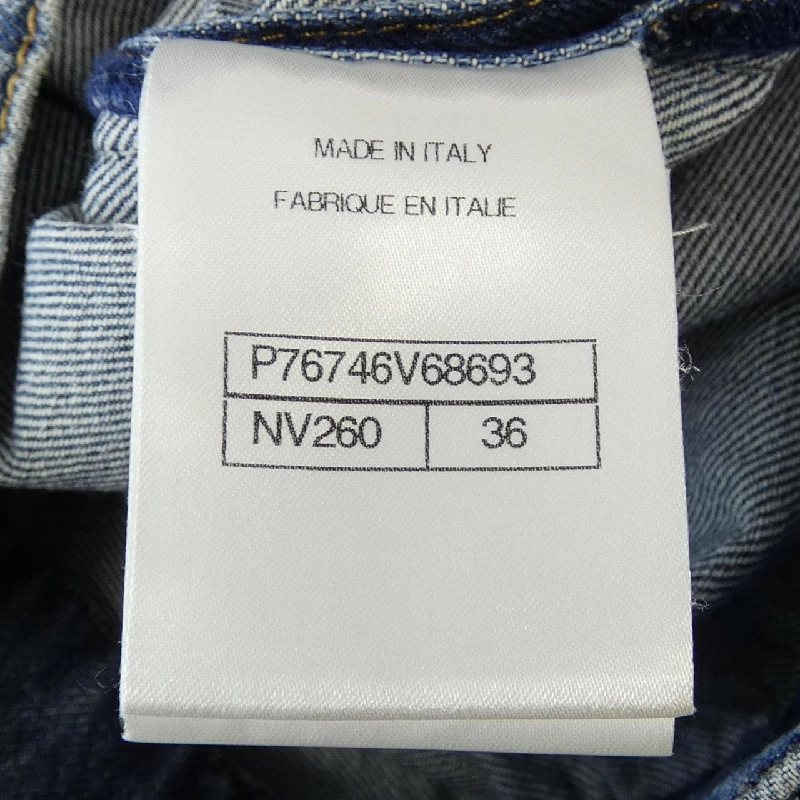 MADE IN ITALY
FABRIQUE EN ITALIE
P76746V68693
NV260 36